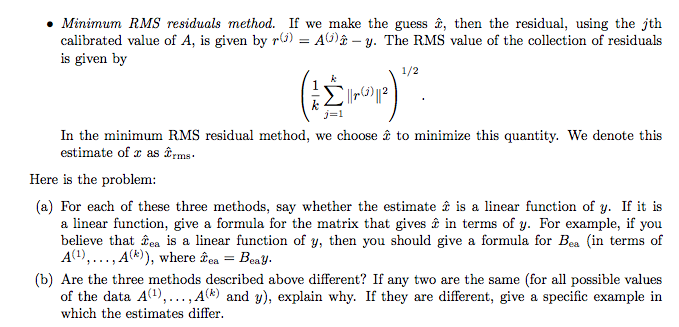 • Minimum RMS residuals method. If we make the guess x̂, then the residual, using the jth
calibrated value of A, is given by r^(j) = A^(j)x̂ − y. The RMS value of the collection of residuals
is given by
(1/k ∑_{j=1}^{k} ‖r^(j)‖²)^{1/2}.
In the minimum RMS residual method, we choose x̂ to minimize this quantity. We denote this
estimate of x as x̂_rms.
Here is the problem:
(a) For each of these three methods, say whether the estimate x̂ is a linear function of y. If it is
a linear function, give a formula for the matrix that gives x̂ in terms of y. For example, if you
believe that x̂_ea is a linear function of y, then you should give a formula for B_ea (in terms of
A^(1), . . . , A^(k)), where x̂_ea = B_ea y.
(b) Are the three methods described above different? If any two are the same (for all possible values
of the data A^(1), . . . , A^(k) and y), explain why. If they are different, give a specific example in
which the estimates differ.